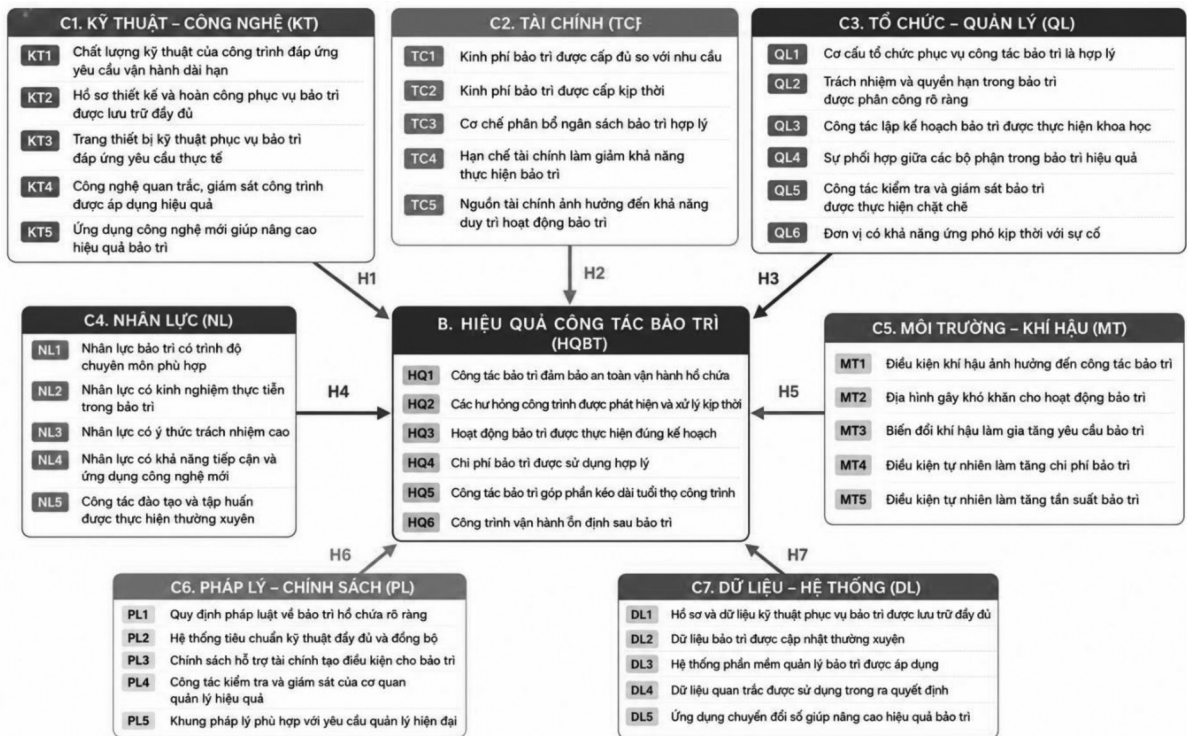 C1. KỸ THUẬT – CÔNG NGHỆ (KT)
KT1 Chất lượng kỹ thuật của công trình đáp ứng
yêu cầu vận hành dài hạn
KT2 Hồ sơ thiết kế và hoàn công phục vụ bảo trì
được lưu trữ đầy đủ
KT3 Trang thiết bị kỹ thuật phục vụ bảo trì
đáp ứng yêu cầu thực tế
KT4 Công nghệ quan trắc, giám sát công trình
được áp dụng hiệu quả
KT5 Ứng dụng công nghệ mới giúp nâng cao
hiệu quả bảo trì
C2. TÀI CHÍNH (TCF
TC1 Kinh phí bảo trì được cấp đủ so với nhu cầu
TC2 Kinh phí bảo trì được cấp kịp thời
TC3 Cơ chế phân bổ ngân sách bảo trì hợp lý
TC4 Hạn chế tài chính làm giảm khả năng
thực hiện bảo trì
TC5 Nguồn tài chính ảnh hưởng đến khả năng
duy trì hoạt động bảo trì
C3. TỔ CHỨC – QUẢN LÝ (QL)
QL1 Cơ cấu tổ chức phục vụ công tác bảo trì là hợp lý
QL2 Trách nhiệm và quyền hạn trong bảo trì
được phân công rõ ràng
QL3 Công tác lập kế hoạch bảo trì được thực hiện khoa học
QL4 Sự phối hợp giữa các bộ phận trong bảo trì hiệu quả
QL5 Công tác kiểm tra và giám sát bảo trì
được thực hiện chặt chẽ
QL6 Đơn vị có khả năng ứng phó kịp thời với sự cố
H1
H2
H3
C4. NHÂN LỰC (NL)
NL1 Nhân lực bảo trì có trình độ
chuyên môn phù hợp
NL2 Nhân lực có kinh nghiệm thực tiễn
trong bảo trì
NL3 Nhân lực có ý thức trách nhiệm cao
NL4 Nhân lực có khả năng tiếp cận và
ứng dụng công nghệ mới
NL5 Công tác đào tạo và tập huấn
được thực hiện thường xuyên
H4
B. HIỆU QUẢ CÔNG TÁC BẢO TRÌ
(HQBT)
HQ1 Công tác bảo trì đảm bảo an toàn vận hành hồ chứa
HQ2 Các hư hỏng công trình được phát hiện và xử lý kịp thời
HQ3 Hoạt động bảo trì được thực hiện đúng kế hoạch
HQ4 Chi phí bảo trì được sử dụng hợp lý
HQ5 Công tác bảo trì góp phần kéo dài tuổi thọ công trình
HQ6 Công trình vận hành ổn định sau bảo trì
H5
C5. MÔI TRƯỜNG – KHÍ HẬU (MT)
MT1 Điều kiện khí hậu ảnh hưởng đến công tác bảo trì
MT2 Địa hình gây khó khăn cho hoạt động bảo trì
MT3 Biến đổi khí hậu làm gia tăng yêu cầu bảo trì
MT4 Điều kiện tự nhiên làm tăng chi phí bảo trì
MT5 Điều kiện tự nhiên làm tăng tần suất bảo trì
H6
H7
C6. PHÁP LÝ – CHÍNH SÁCH (PL)
PL1 Quy định pháp luật về bảo trì hồ chứa rõ ràng
PL2 Hệ thống tiêu chuẩn kỹ thuật đầy đủ và đồng bộ
PL3 Chính sách hỗ trợ tài chính tạo điều kiện cho bảo trì
PL4 Công tác kiểm tra và giám sát của cơ quan
quản lý hiệu quả
PL5 Khung pháp lý phù hợp với yêu cầu quản lý hiện đại
C7. DỮ LIỆU – HỆ THỐNG (DL)
DL1 Hồ sơ và dữ liệu kỹ thuật phục vụ bảo trì được lưu trữ đầy đủ
DL2 Dữ liệu bảo trì được cập nhật thường xuyên
DL3 Hệ thống phần mềm quản lý bảo trì được áp dụng
DL4 Dữ liệu quan trắc được sử dụng trong ra quyết định
DL5 Ứng dụng chuyển đổi số giúp nâng cao hiệu quả bảo trì